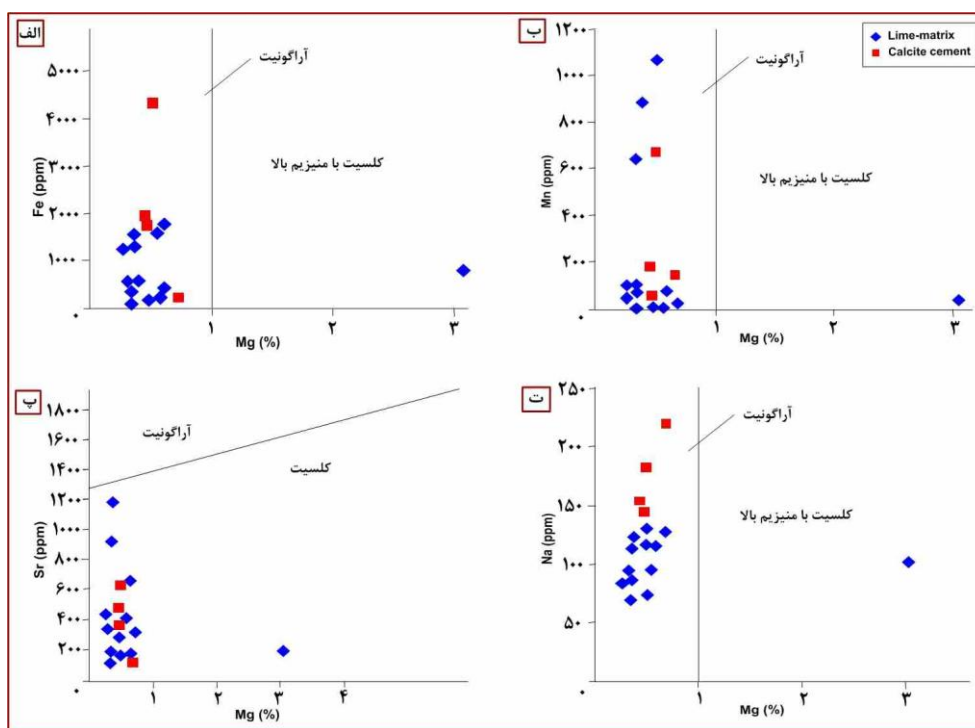 الف
آراگونیت
کلسیت با منیزیم بالا
Fe (ppm)
۵۰۰۰
۴۰۰۰
۳۰۰۰
۲۰۰۰
۱۰۰۰
۰
۱
۲
۳
Mg (%)
ب
Lime-matrix
Calcite cement
آراگونیت
کلسیت با منیزیم بالا
Mn (ppm)
۱۲۰۰
۱۰۰۰
۸۰۰
۶۰۰
۴۰۰
۲۰۰
۰
۱
۲
۳
Mg (%)
پ
آراگونیت
کلسیت
Sr (ppm)
۱۸۰۰
۱۶۰۰
۱۴۰۰
۱۲۰۰
۱۰۰۰
۸۰۰
۶۰۰
۴۰۰
۲۰۰
۰
۱
۲
۳
۴
Mg (%)
ت
آراگونیت
کلسیت با منیزیم بالا
Na (ppm)
۲۵۰
۲۰۰
۱۵۰
۱۰۰
۵۰
۰
۱
۲
۳
Mg (%)